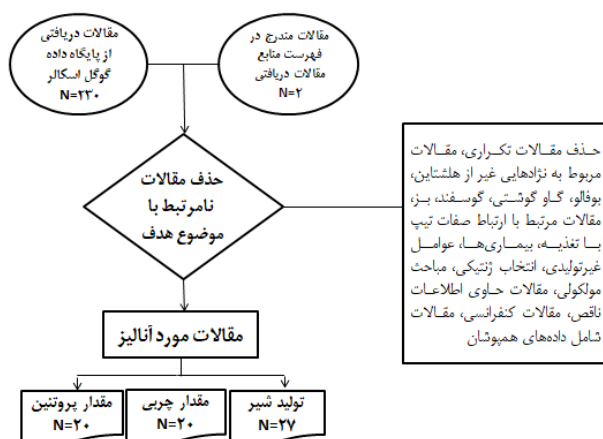 مقالات مندرج در
فهرست منابع
مقالات دریافتی
N=۲
مقالات دریافتی
از پایگاه داده
گوگل اسکالر
N=۲۳۰
حذف مقالات
نامرتبط با
موضوع هدف
حذف مقالات تکراری، مقالات
مربوط به نژادهایی غیر از هلشتاین،
بوفالو، گاو گوشتی، گوسفند، بز،
مقالات مرتبط با ارتباط صفات تیپ
با تغذیه، بیماری‌ها، عوامل
غیرتولیدی، انتخاب ژنتیکی، مباحث
مولکولی، مقالات حاوی اطلاعات
ناقص، مقالات کنفرانسی، مقالات
شامل داده‌های همپوشان
مقالات مورد آنالیز
تولید شیر
N=۲۷
مقدار چربی
N=۲۰
مقدار پروتئین
N=۲۰